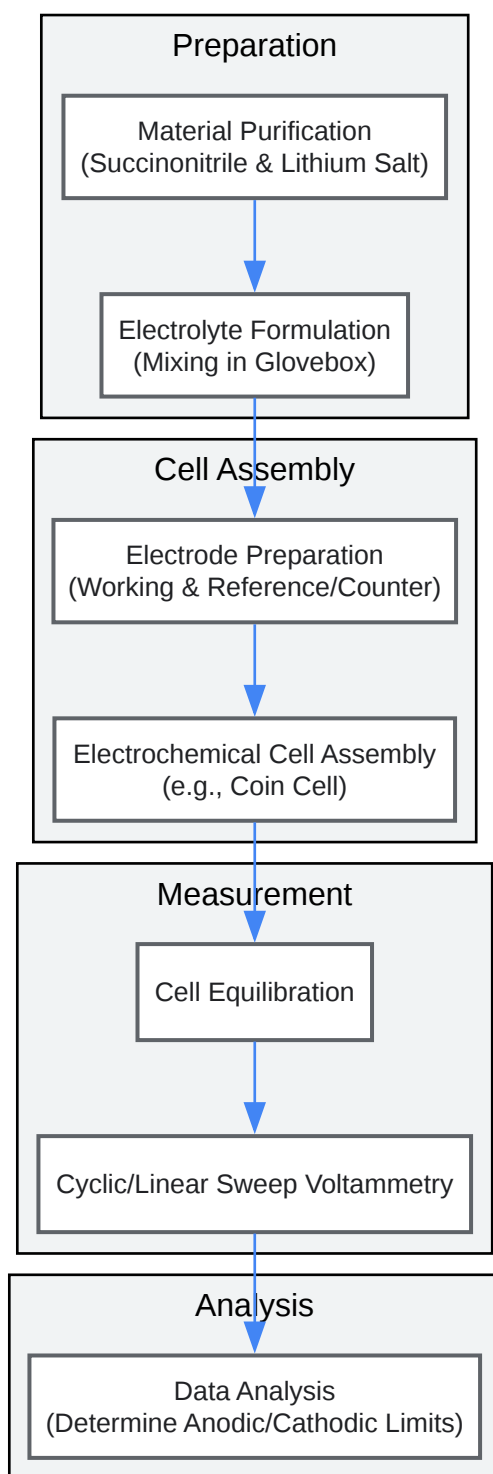 Preparation
Material Purification
(Succinonitrile & Lithium Salt)
Electrolyte Formulation
(Mixing in Glovebox)
Cell Assembly
Electrode Preparation
(Working & Reference/Counter)
Electrochemical Cell Assembly
(e.g., Coin Cell)
Measurement
Cell Equilibration
Cyclic/Linear Sweep Voltammetry
Analysis
Data Analysis
(Determine Anodic/Cathodic Limits)